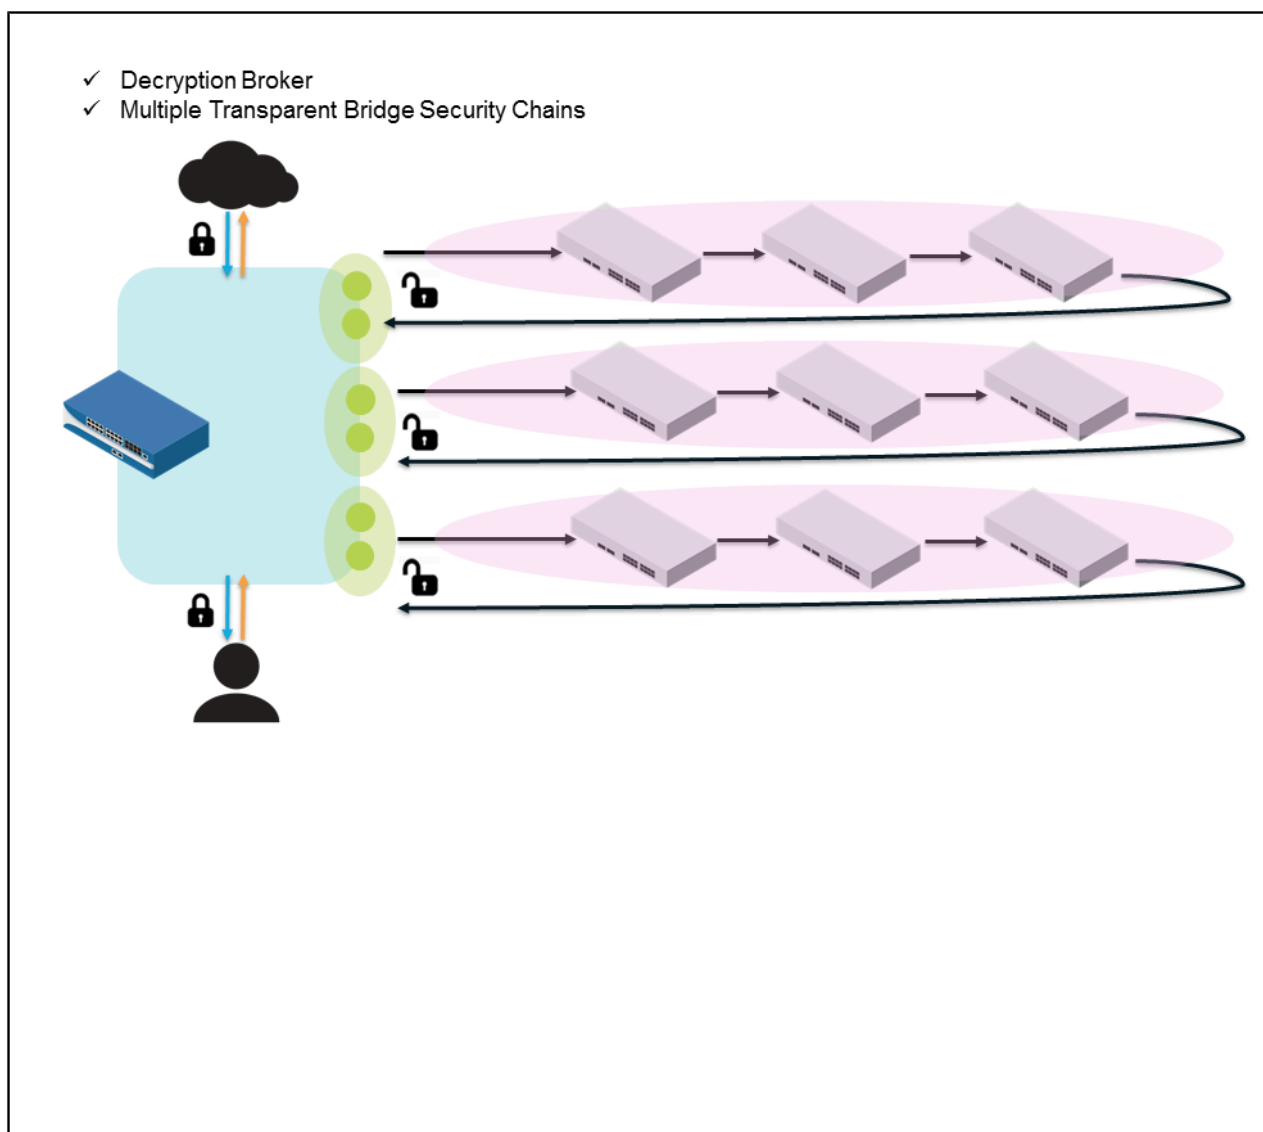 ✓ Decryption Broker
✓ Multiple Transparent Bridge Security Chains